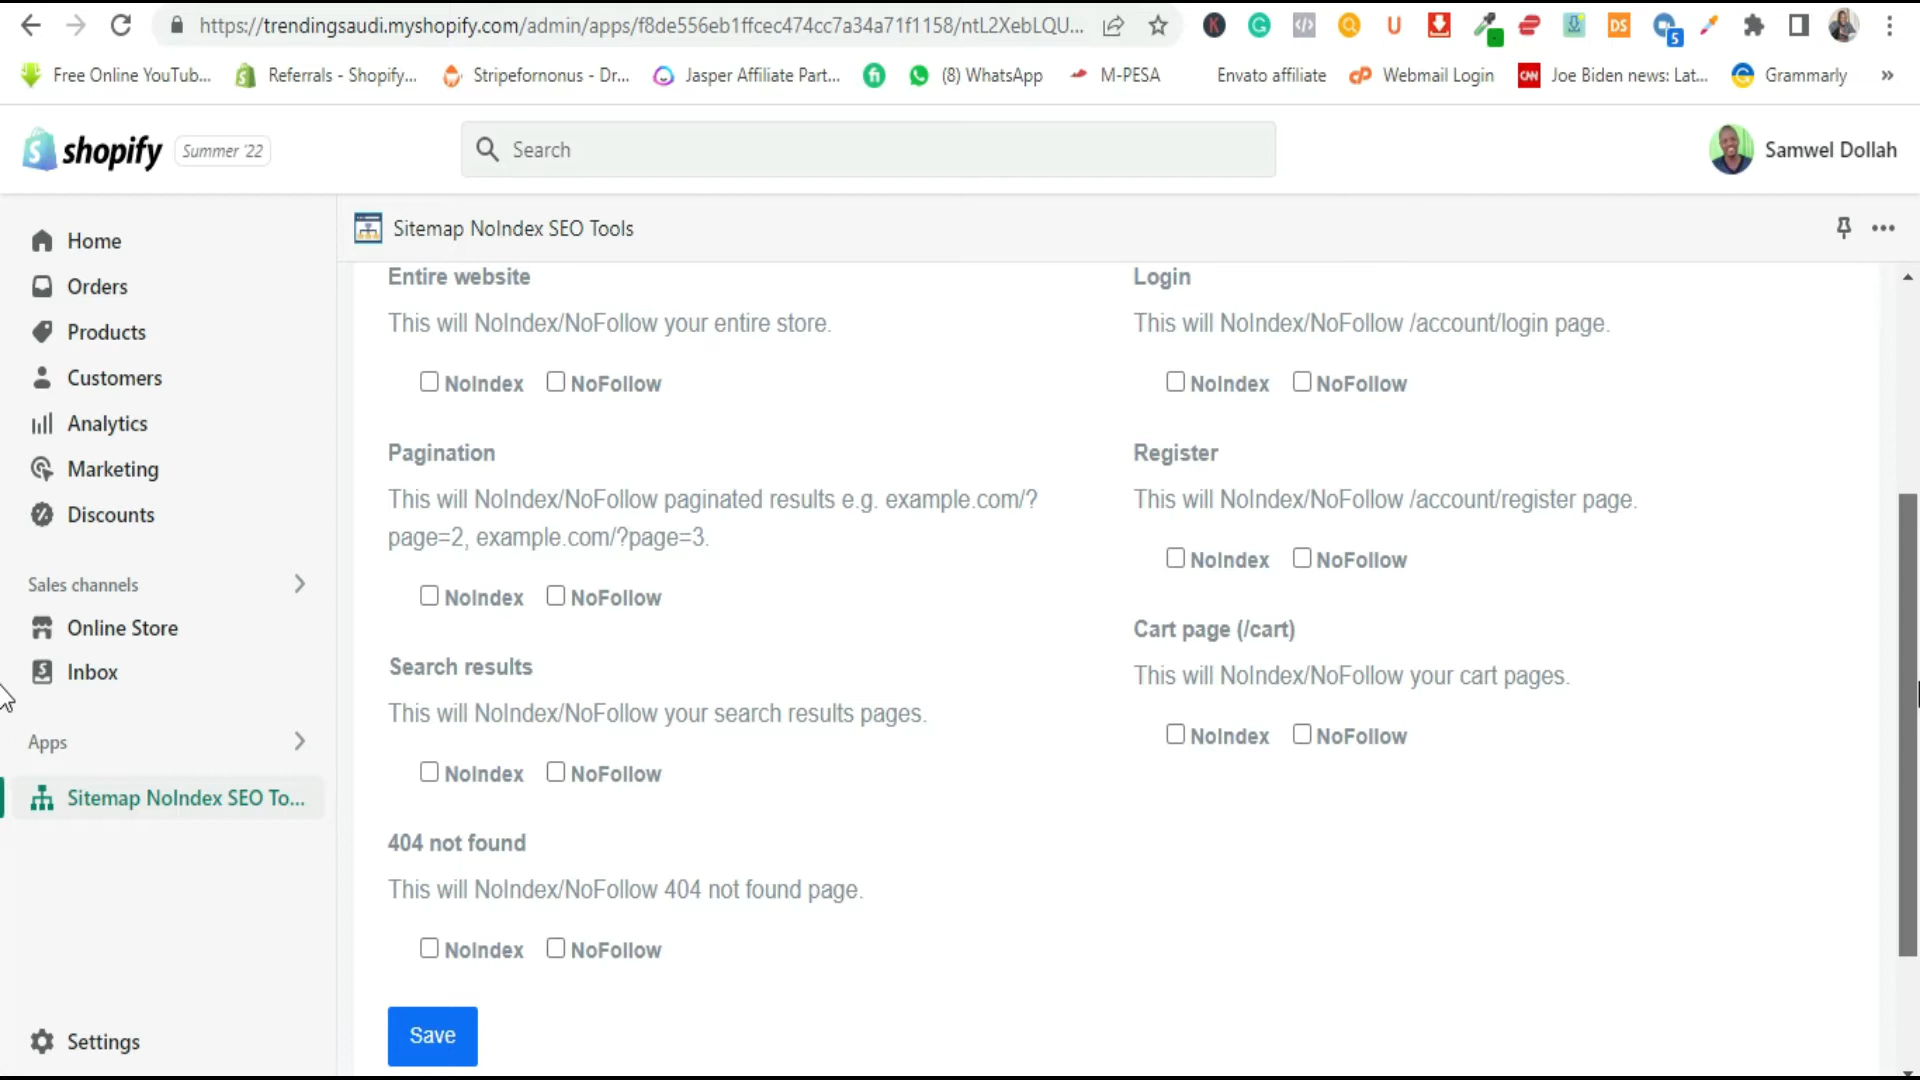 https://trendingsaudi.myshopify.com/admin/apps/f8de556eb1ffcec474cc7a34a71f1158/ntL2XebLQU...
K
G
</>
U
DS
5
Free Online YouTub...
Referrals - Shopify,...
Stripefornonus - Dr...
Jasper Affiliate Part...
fi
(8) WhatsApp
M-PESA
Envato affiliate
cP
Webmail Login
CNN
Joe Biden news: Lat...
Grammarly
»
shopify
Summer '22
Search
Samwel Dollah
Home
Orders
Products
Customers
Analytics
Marketing
Discounts
Sales channels
Online Store
Inbox
Apps
Sitemap NoIndex SEO To...
Settings
Sitemap NoIndex SEO Tools
Entire website
This will NoIndex/NoFollow your entire store.
NoIndex NoFollow
Pagination
This will NoIndex/NoFollow paginated results e.g. example.com/?
page=2, example.com/?page=3.
NoIndex NoFollow
Search results
This will NoIndex/NoFollow your search results pages.
NoIndex NoFollow
404 not found
This will NoIndex/NoFollow 404 not found page.
NoIndex NoFollow
Save
Login
This will NoIndex/NoFollow /account/login page.
NoIndex NoFollow
Register
This will NoIndex/NoFollow /account/register page.
NoIndex NoFollow
Cart page (/cart)
This will NoIndex/NoFollow your cart pages.
NoIndex NoFollow